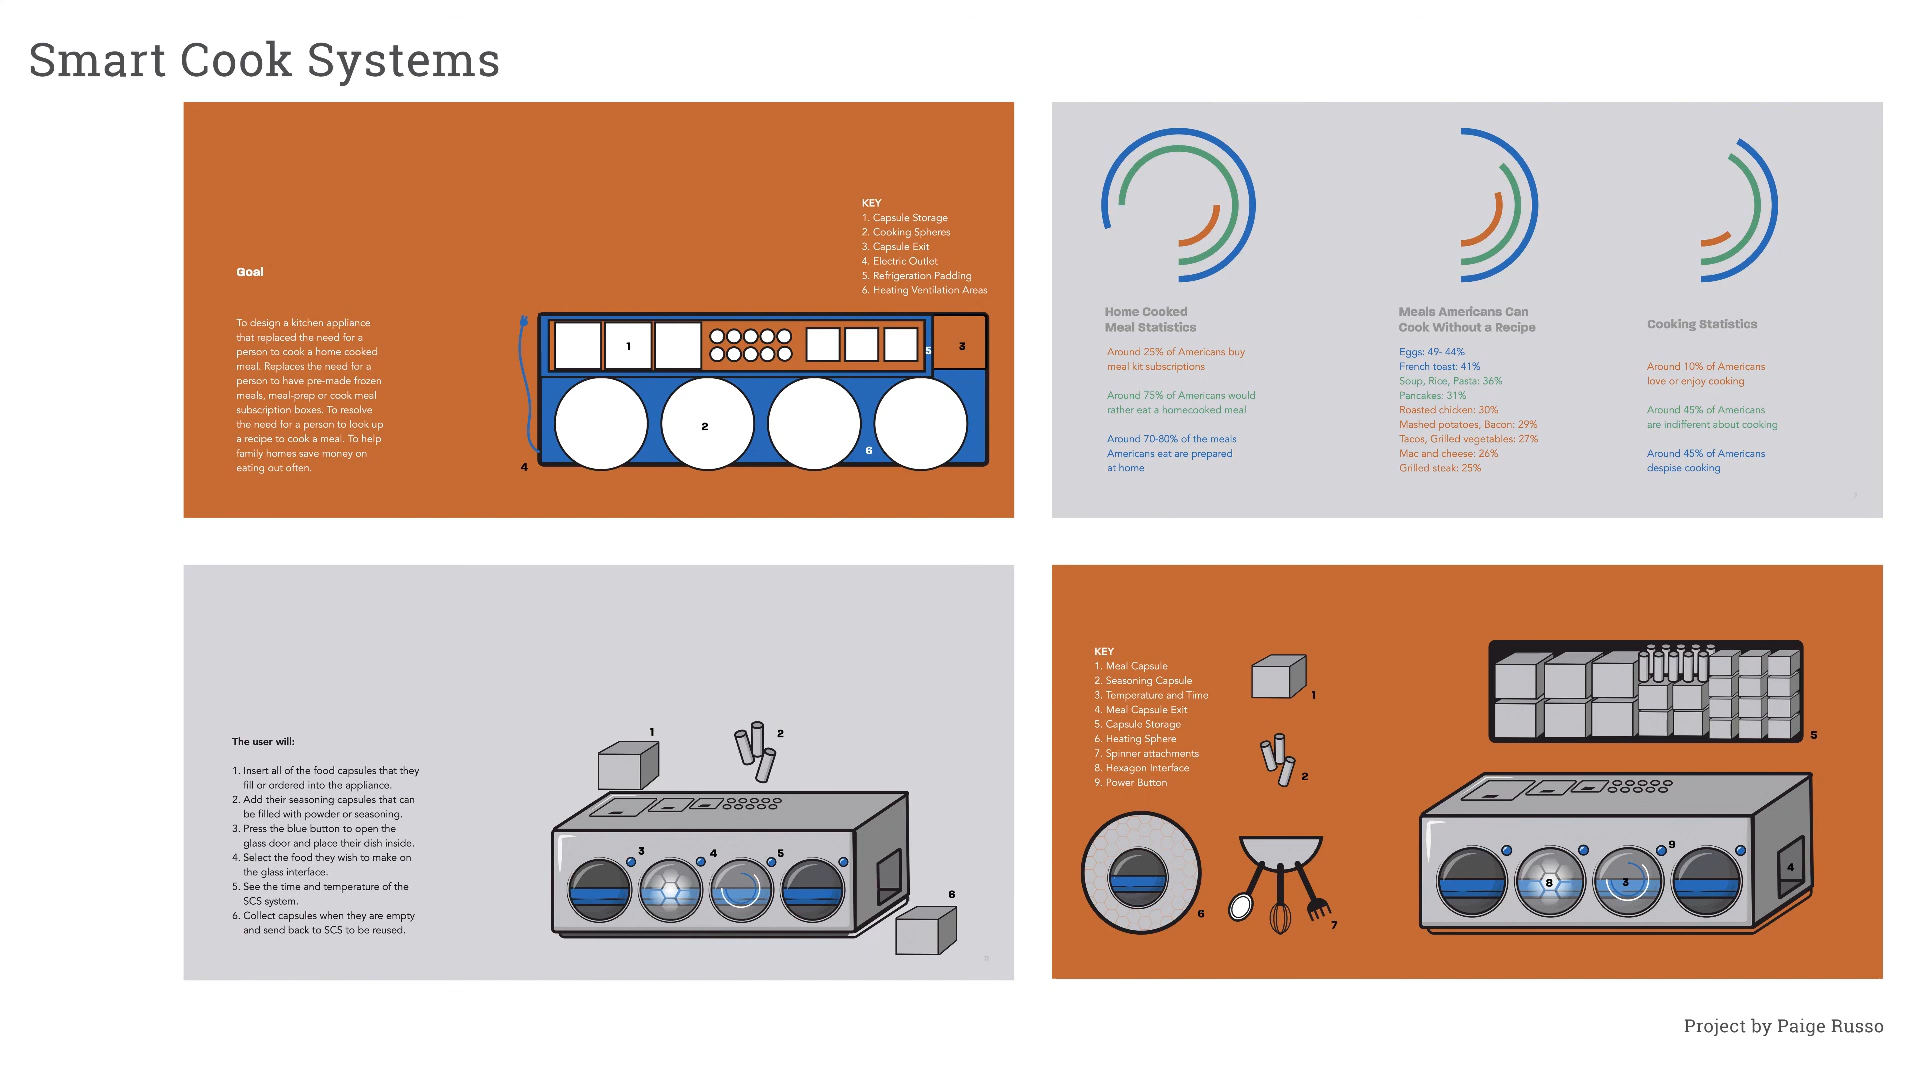 Smart Cook Systems
Goal
To design a kitchen appliance
that replaced the need for a
person to cook a home cooked
meal. Replaces the need for a
person to have pre-made frozen
meals, meal-prep or cook meal
subscription boxes. To resolve
the need for a person to look up
a recipe to cook a meal. To help
family homes save money on
eating out often.
KEY
1. Capsule Storage
2. Cooking Spheres
3. Capsule Exit
4. Electric Outlet
5. Refrigeration Padding
6. Heating Ventilation Areas
1
5
3
2
6
4
Home Cooked
Meal Statistics
Around 25% of Americans buy
meal kit subscriptions
Around 75% of Americans would
rather eat a homecooked meal
Around 70-80% of the meals
Americans eat are prepared
at home
Meals Americans Can
Cook Without a Recipe
Eggs: 49- 44%
French toast: 41%
Soup, Rice, Pasta: 36%
Pancakes: 31%
Roasted chicken: 30%
Mashed potatoes, Bacon: 29%
Tacos, Grilled vegetables: 27%
Mac and cheese: 26%
Grilled steak: 25%
Cooking Statistics
Around 10% of Americans
love or enjoy cooking
Around 45% of Americans
are indifferent about cooking
Around 45% of Americans
despise cooking
The user will:
1. Insert all of the food capsules that they
fill or ordered into the appliance.
2. Add their seasoning capsules that can
be filled with powder or seasoning.
3. Press the blue button to open the
glass door and place their dish inside.
4. Select the food they wish to make on
the glass interface.
5. See the time and temperature of the
SCS system.
6. Collect capsules when they are empty
and send back to SCS to be reused.
1
2
3
4
5
6
KEY
1. Meal Capsule
2. Seasoning Capsule
3. Temperature and Time
4. Meal Capsule Exit
5. Capsule Storage
6. Heating Sphere
7. Spinner attachments
8. Hexagon Interface
9. Power Button
1
2
5
6
7
9
8
3
4
Project by Paige Russo